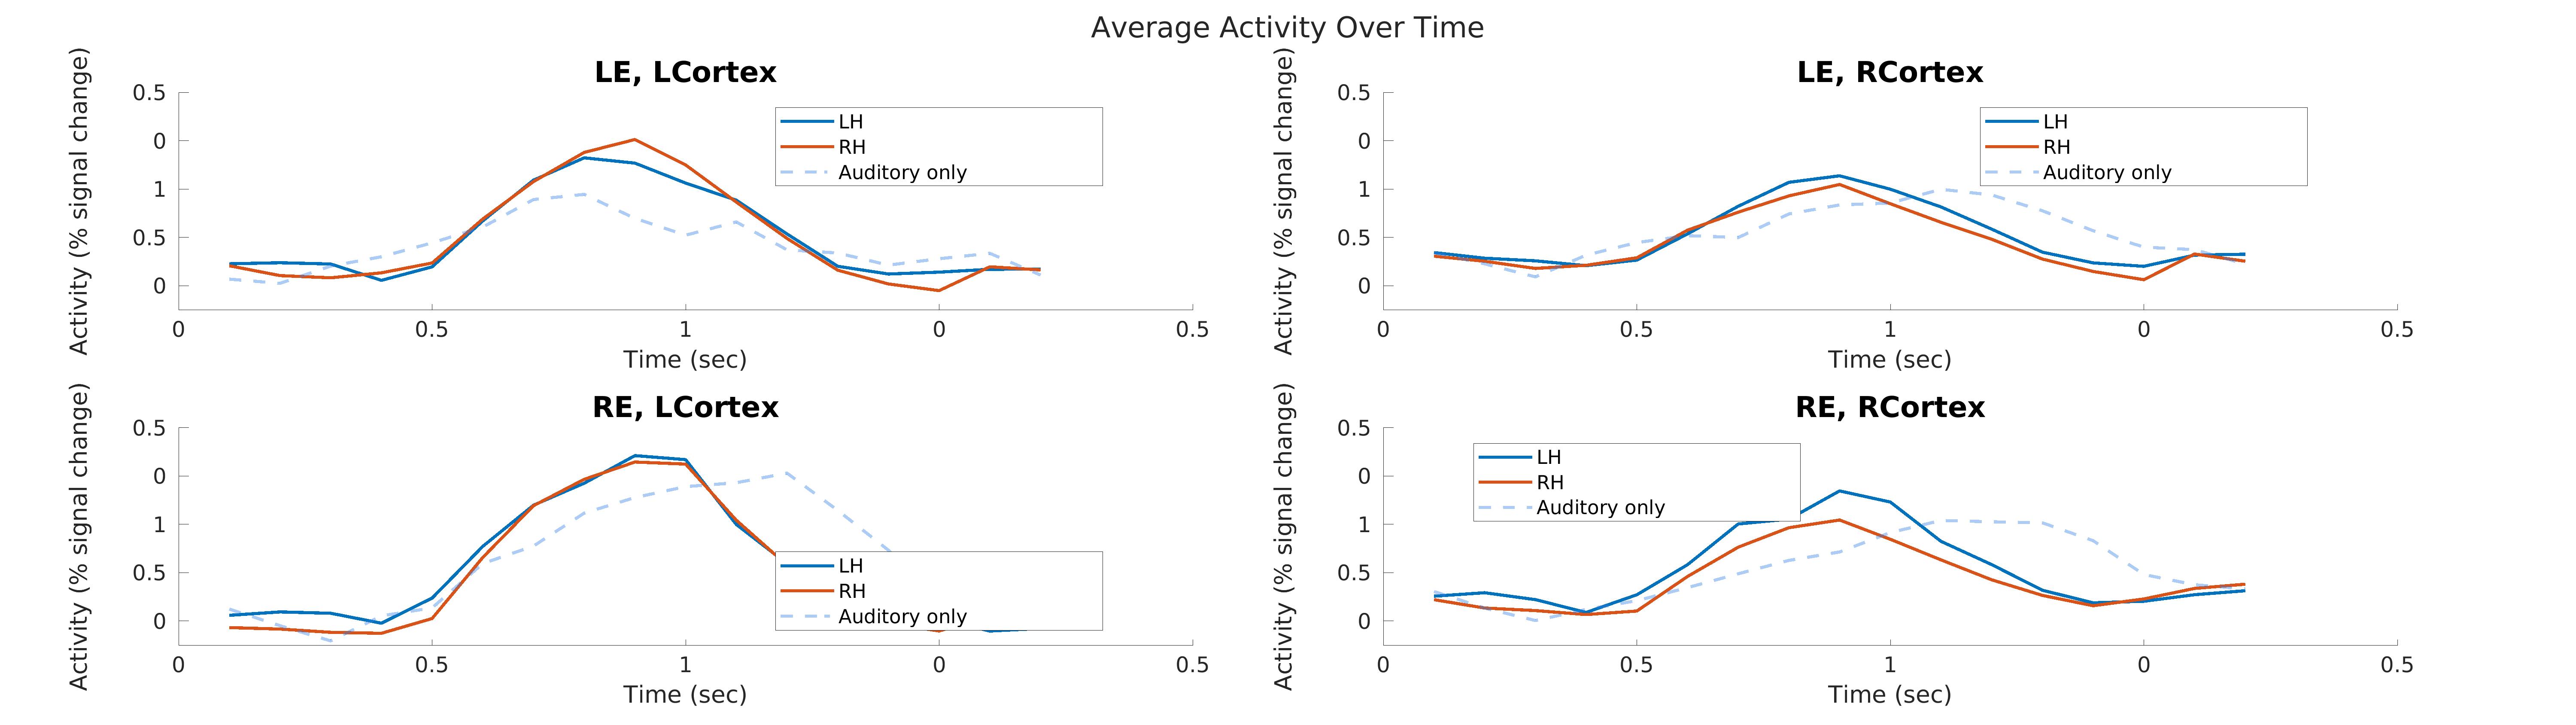 Average Activity Over Time
LE, LCortex
Activity (% signal change)
0.5
0
1
0.5
0
LH
RH
Auditory only
0 0.5 1 0 0.5
Time (sec)
LE, RCortex
Activity (% signal change)
0.5
0
1
0.5
0
LH
RH
Auditory only
0 0.5 1 0 0.5
Time (sec)
RE, LCortex
Activity (% signal change)
0.5
0
1
0.5
0
LH
RH
Auditory only
0 0.5 1 0 0.5
Time (sec)
RE, RCortex
Activity (% signal change)
0.5
0
1
0.5
0
LH
RH
Auditory only
0 0.5 1 0 0.5
Time (sec)